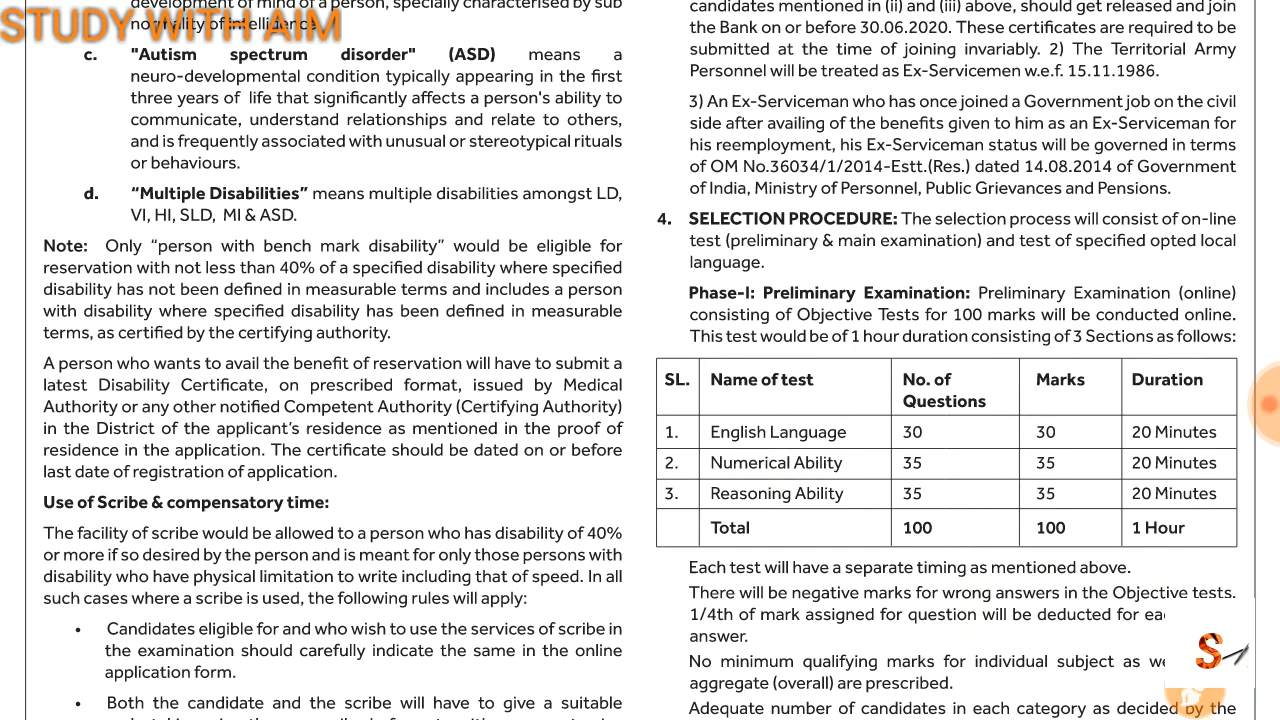 STUDY WITH AIM
development of mind of a person, specially characterised by sub
normality of intelligence.
c. "Autism spectrum disorder" (ASD) means a
neuro-developmental condition typically appearing in the first
three years of life that significantly affects a person's ability to
communicate, understand relationships and relate to others,
and is frequently associated with unusual or stereotypical rituals
or behaviours.
d. “Multiple Disabilities” means multiple disabilities amongst LD,
VI, HI, SLD, MI & ASD.
Note: Only “person with bench mark disability” would be eligible for
reservation with not less than 40% of a specified disability where specified
disability has not been defined in measurable terms and includes a person
with disability where specified disability has been defined in measurable
terms, as certified by the certifying authority.
A person who wants to avail the benefit of reservation will have to submit a
latest Disability Certificate, on prescribed format, issued by Medical
Authority or any other notified Competent Authority (Certifying Authority)
in the District of the applicant’s residence as mentioned in the proof of
residence in the application. The certificate should be dated on or before
last date of registration of application.
Use of Scribe & compensatory time:
The facility of scribe would be allowed to a person who has disability of 40%
or more if so desired by the person and is meant for only those persons with
disability who have physical limitation to write including that of speed. In all
such cases where a scribe is used, the following rules will apply:
• Candidates eligible for and who wish to use the services of scribe in
the examination should carefully indicate the same in the online
application form.
• Both the candidate and the scribe will have to give a suitable
candidates mentioned in (ii) and (iii) above, should get released and join
the Bank on or before 30.06.2020. These certificates are required to be
submitted at the time of joining invariably. 2) The Territorial Army
Personnel will be treated as Ex-Servicemen w.e.f. 15.11.1986.
3) An Ex-Serviceman who has once joined a Government job on the civil
side after availing of the benefits given to him as an Ex-Serviceman for
his reemployment, his Ex-Serviceman status will be governed in terms
of OM No.36034/1/2014-Estt.(Res.) dated 14.08.2014 of Government
of India, Ministry of Personnel, Public Grievances and Pensions.
4. SELECTION PROCEDURE: The selection process will consist of on-line
test (preliminary & main examination) and test of specified opted local
language.
Phase-I: Preliminary Examination: Preliminary Examination (online)
consisting of Objective Tests for 100 marks will be conducted online.
This test would be of 1 hour duration consisting of 3 Sections as follows:
SL. Name of test No. of Questions Marks Duration
1. English Language 30 30 20 Minutes
2. Numerical Ability 35 35 20 Minutes
3. Reasoning Ability 35 35 20 Minutes
Total 100 100 1 Hour
Each test will have a separate timing as mentioned above.
There will be negative marks for wrong answers in the Objective tests.
1/4th of mark assigned for question will be deducted for
answer.
No minimum qualifying marks for individual subject as
aggregate (overall) are prescribed.
Adequate number of candidates in each category as decided by the